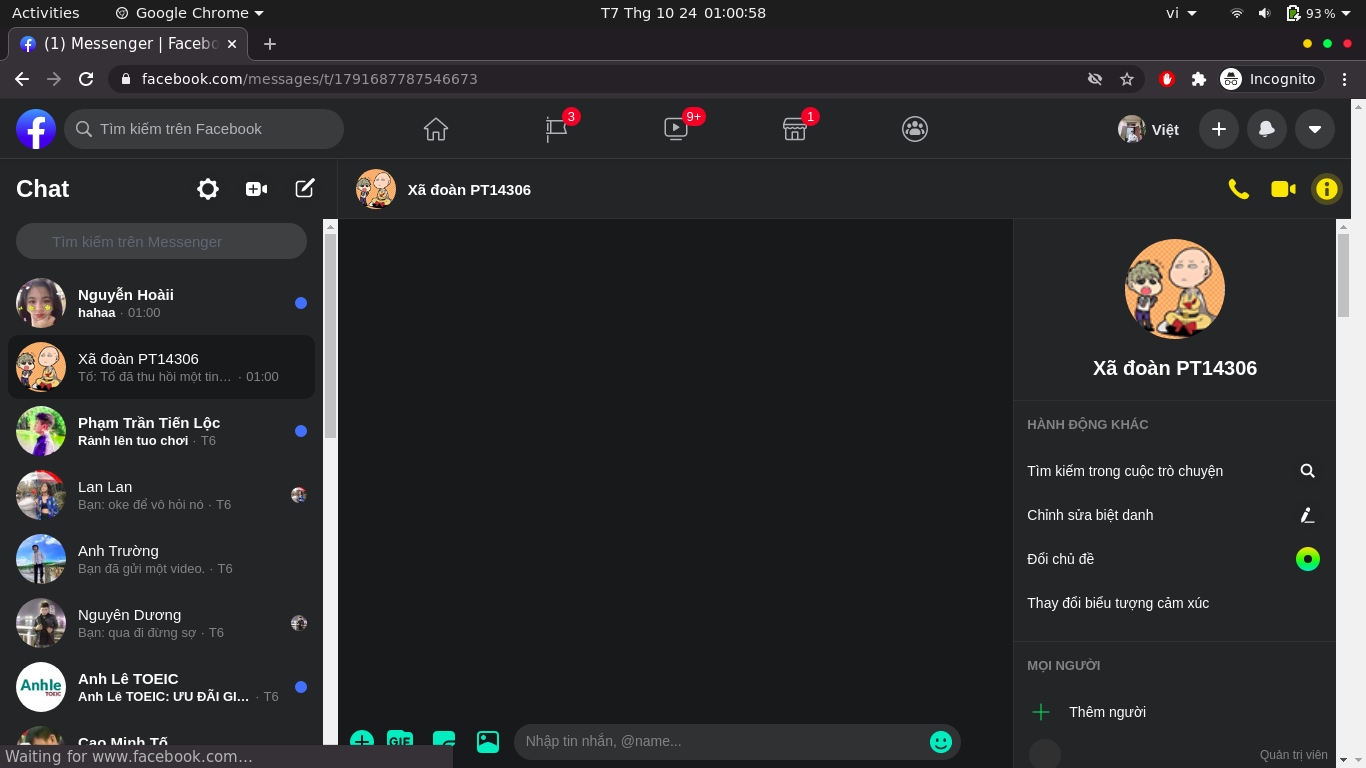 Activities
Google Chrome
T7 Thg 10 24 01:00:58
vi
93 %
(1) Messenger | Facebo
facebook.com/messages/t/1791687787546673
Incognito
Tìm kiếm trên Facebook
3
9+
1
Việt
Chat
Xã đoàn PT14306
Tìm kiếm trên Messenger
Nguyễn Hoàii
hahaa · 01:00
Xã đoàn PT14306
Tố: Tố đã thu hồi một tin… · 01:00
Phạm Trần Tiến Lộc
Rảnh lên tuo chơi · T6
Lan Lan
Bạn: oke để vô hỏi nó · T6
Anh Trường
Bạn đã gửi một video. · T6
Nguyên Dương
Bạn: qua đi đừng sợ · T6
Anhle
TOEIC
Anh Lê TOEIC
Anh Lê TOEIC: ƯU ĐÃI GI… · T6
Cao Minh Tố
Waiting for www.facebook.com…
GIF
Nhập tin nhắn, @name...
Xã đoàn PT14306
HÀNH ĐỘNG KHÁC
Tìm kiếm trong cuộc trò chuyện
Chỉnh sửa biệt danh
Đổi chủ đề
Thay đổi biểu tượng cảm xúc
MỌI NGƯỜI
Thêm người
Quản trị viên